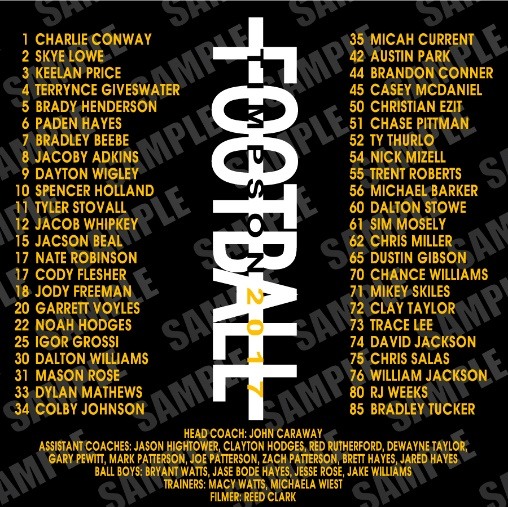 1 CHARLIE CONWAY
2 SKYE LOWE
3 KEELAN PRICE
4 TERRYNCE GIVESWATER
5 BRADY HENDERSON
6 PADEN HAYES
7 BRADLEY BEEBE
8 JACOBY ADKINS
9 DAYTON WIGLEY
10 SPENCER HOLLAND
11 TYLER STOVALL
12 JACOB WHIPKEY
15 JACSON BEAL
17 NATE ROBINSON
17 CODY FLESHER
18 JODY FREEMAN
20 GARRETT VOYLES
22 NOAH HODGES
25 IGOR GROSSI
30 DALTON WILLIAMS
31 MASON ROSE
33 DYLAN MATHEWS
34 COLBY JOHNSON
FOOTBALL
TIMPSON 2017
35 MICAH CURRENT
42 AUSTIN PARK
44 BRANDON CONNER
45 CASEY MCDANIEL
50 CHRISTIAN EZIT
51 CHASE PITTMAN
52 TY THURLO
54 NICK MIZELL
55 TRENT ROBERTS
56 MICHAEL BARKER
60 DALTON STOWE
61 SIM MOSELY
62 CHRIS MILLER
65 DUSTIN GIBSON
70 CHANCE WILLIAMS
71 MIKEY SKILES
72 CLAY TAYLOR
73 TRACE LEE
74 DAVID JACKSON
75 CHRIS SALAS
76 WILLIAM JACKSON
80 RJ WEEKS
85 BRADLEY TUCKER
HEAD COACH: JOHN CARAWAY
ASSISTANT COACHES: JASON HIGHTOWER, CLAYTON HODGES, RED RUTHERFORD, DEWAYNE TAYLOR,
GARY PEWITT, MARK PATTERSON, JOE PATTERSON, ZACH PATTERSON, BRETT HAYES, JARED HAYES
BALL BOYS: BRYANT WATTS, JASE BODE HAYES, JESSE ROSE, JAKE WILLIAMS
TRAINERS: MACY WATTS, MICHAELA WIEST
FILMER: REED CLARK
SAMPLE